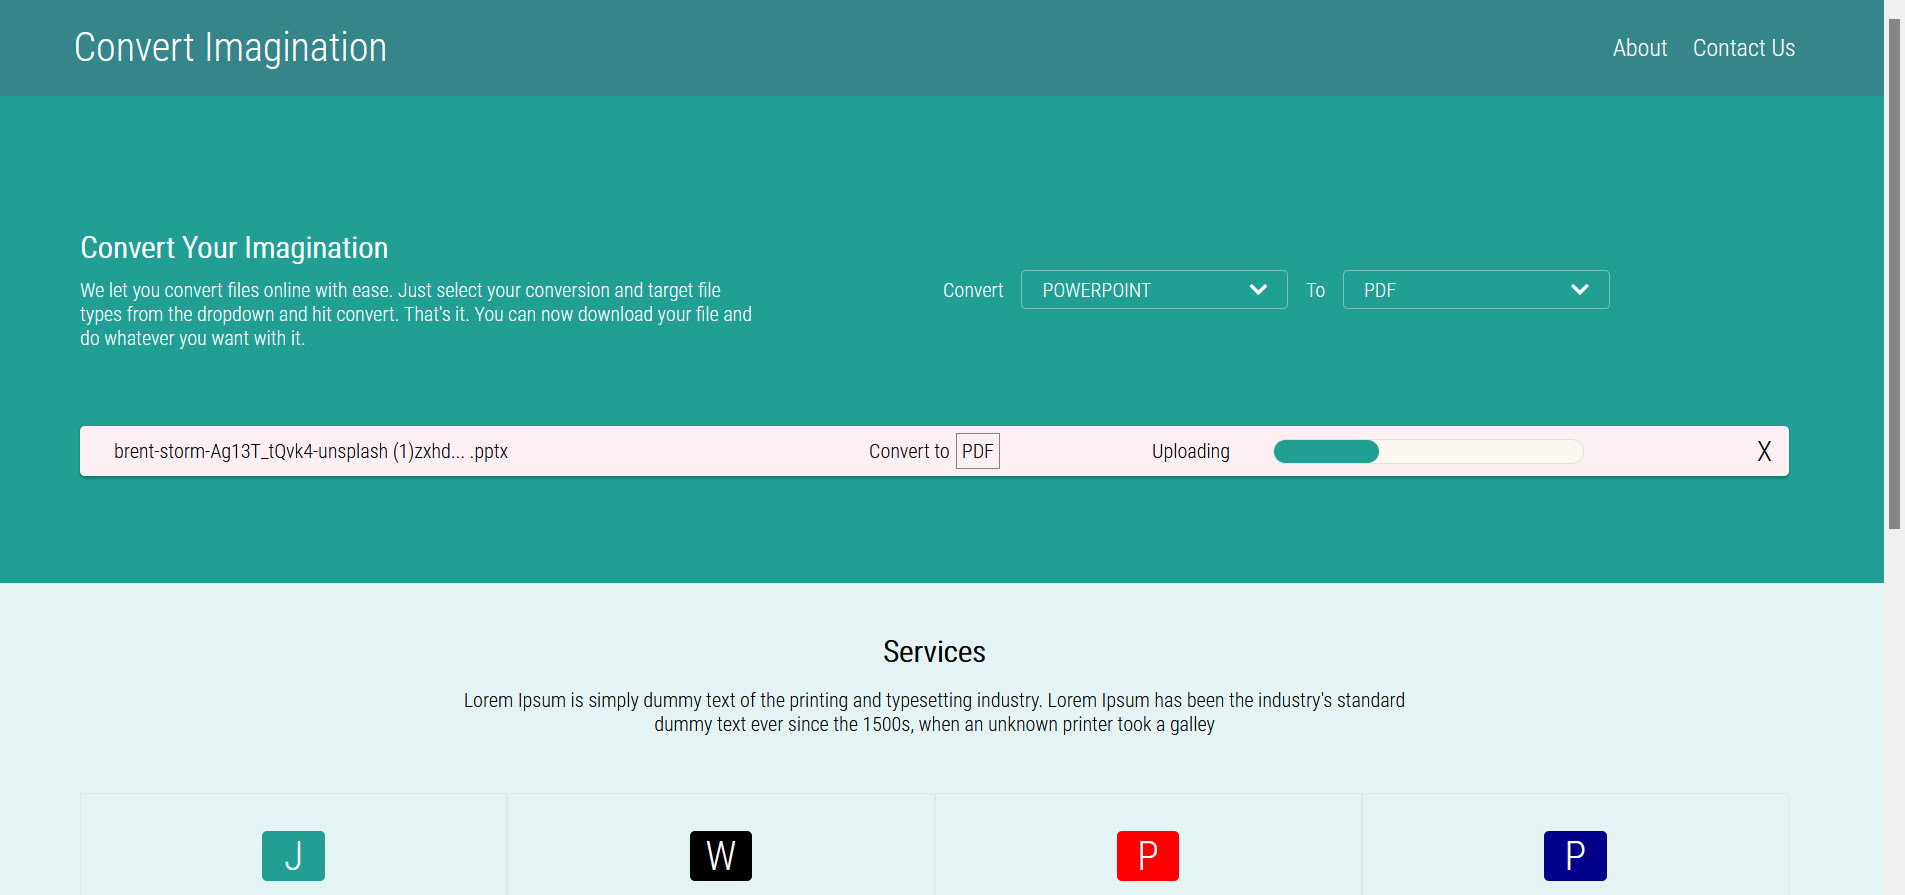 Convert Imagination
About
Contact Us
Convert Your Imagination
We let you convert files online with ease. Just select your conversion and target file
types from the dropdown and hit convert. That's it. You can now download your file and
do whatever you want with it.
Convert
POWERPOINT
To
PDF
brent-storm-Ag13T_tQvk4-unsplash (1)zxhd... .pptx
Convert to
PDF
Uploading
X
Services
Lorem Ipsum is simply dummy text of the printing and typesetting industry. Lorem Ipsum has been the industry's standard
dummy text ever since the 1500s, when an unknown printer took a galley
J
W
P
P